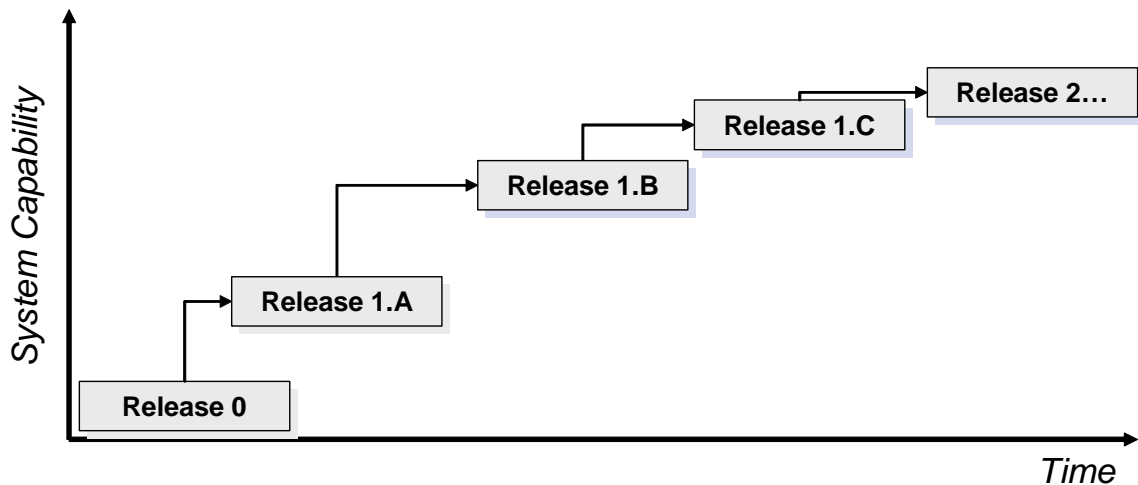 System Capability
Release 2…
Release 1.C
Release 1.B
Release 1.A
Release 0
Time